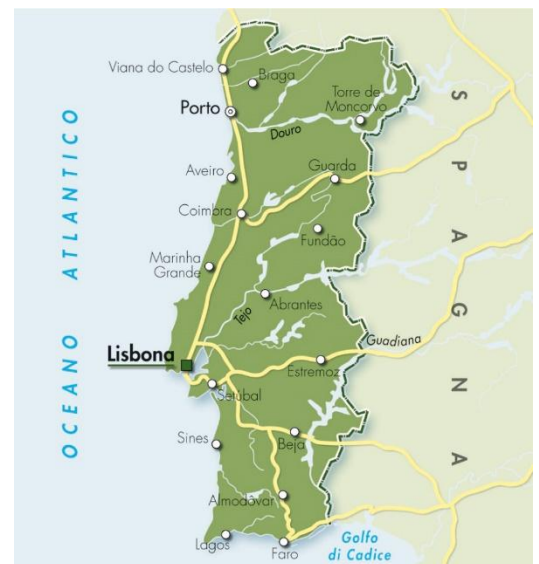 Viana do Castelo
Braga
Porto
Torre de
Moncorvo
Douro
Aveiro
Guarda
Coimbra
Fundão
Marinha
Grande
Abrantes
Tejo
Guadiana
Lisbona
Estremoz
Setúbal
Sines
Beja
Almodôvar
Lagos
Faro
Golfo
di Cadice
OCEANO ATLANTICO
SPAGNA